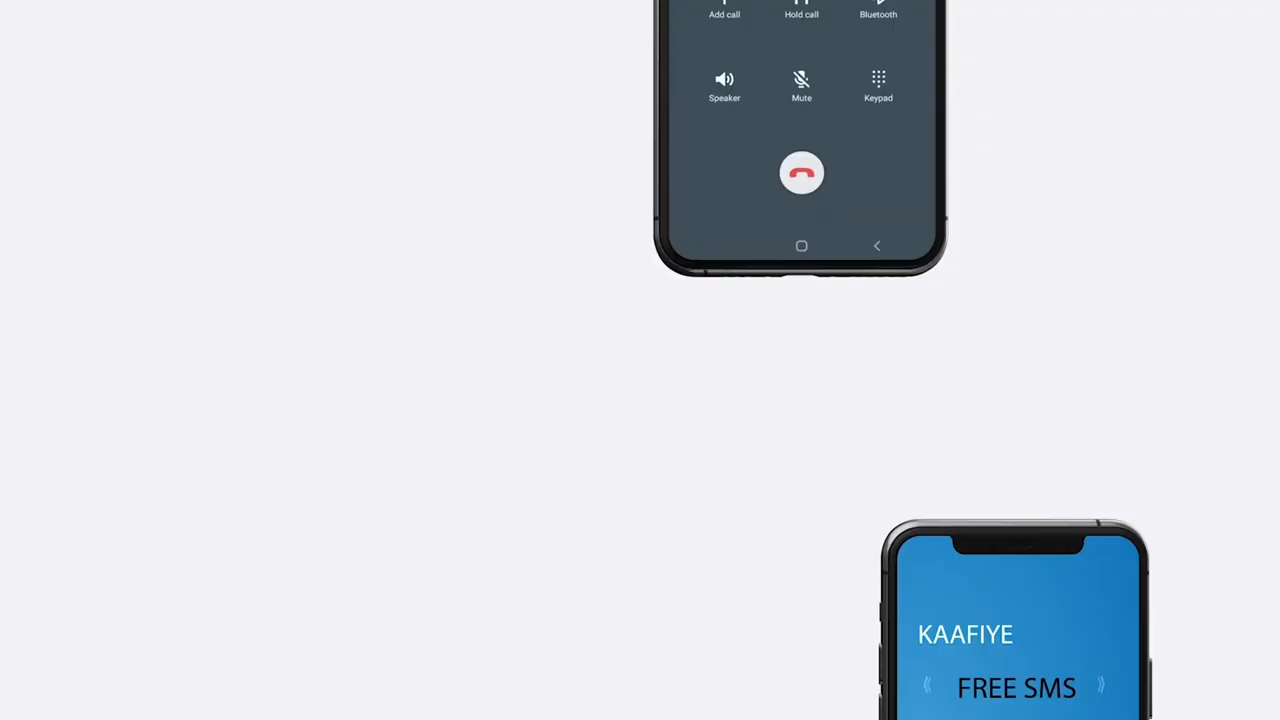 Add call Hold call Bluetooth
Speaker Mute Keypad
KAAFIYE
FREE SMS